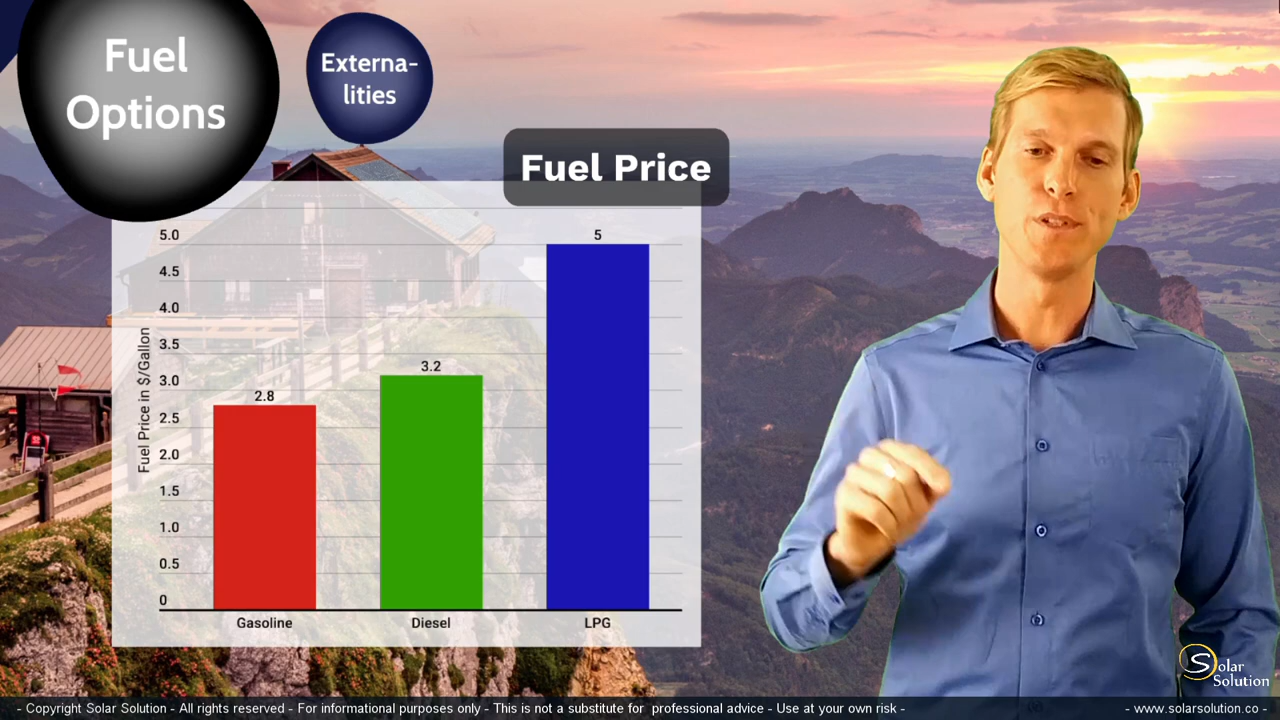 Fuel
Options
Externa-
lities
Fuel Price
Fuel Price in $/Gallon
5.0
4.5
4.0
3.5
3.0
2.5
2.0
1.5
1.0
0.5
0
2.8
3.2
5
Gasoline
Diesel
LPG
Solar
Solution
- Copyright Solar Solution - All rights reserved - For informational purposes only - This is not a substitute for professional advice - Use at your own risk -
- www.solarsolution.co -